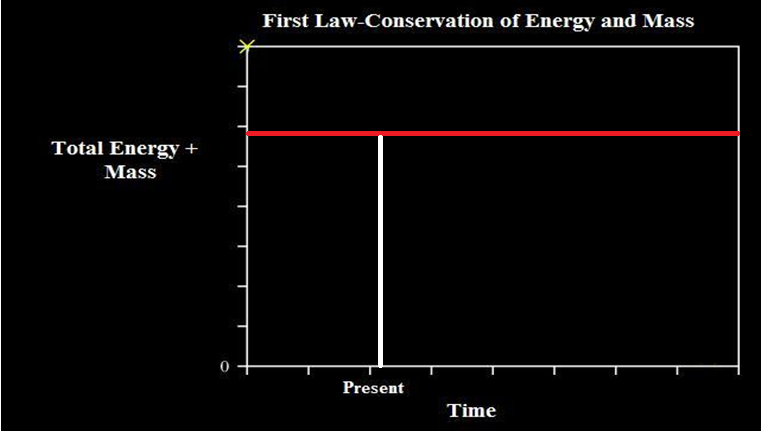 First Law-Conservation of Energy and Mass
Total Energy +
Mass
0
Present
Time